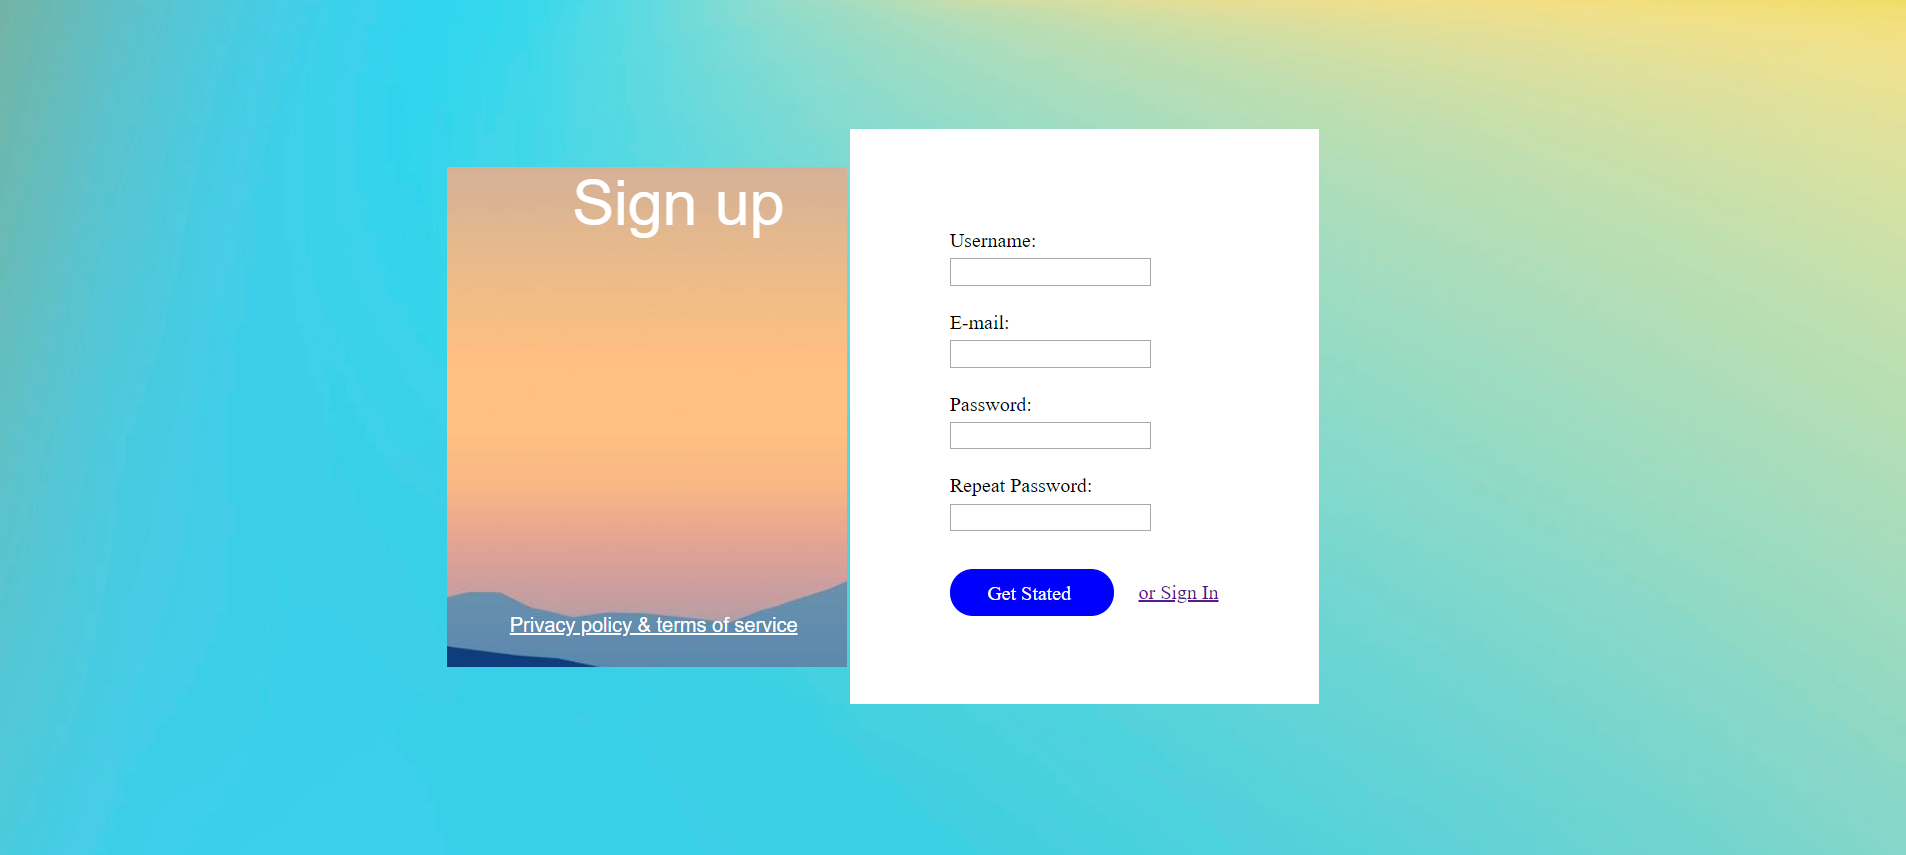 Sign up
Privacy policy & terms of service
Username:
E-mail:
Password:
Repeat Password:
Get Stated
or Sign In